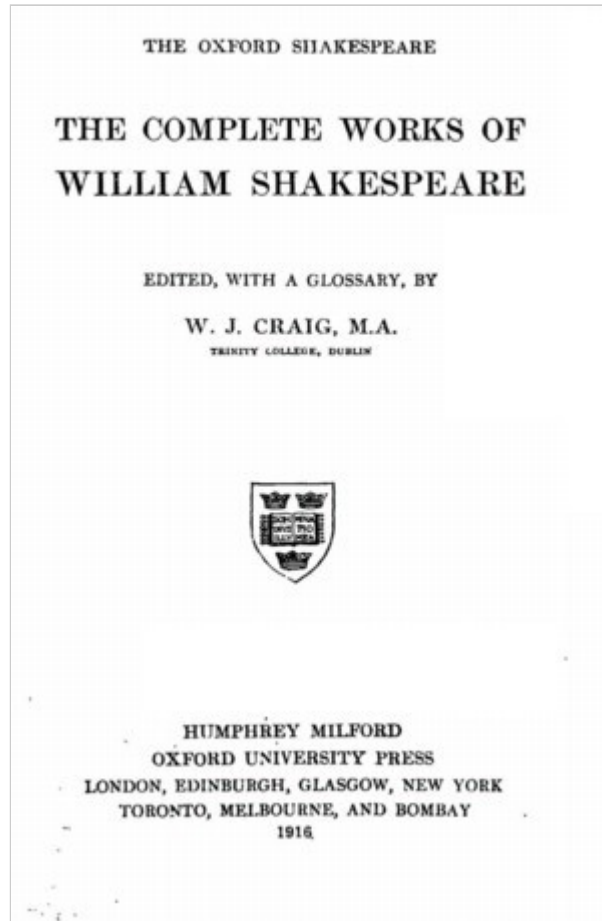 THE OXFORD SHAKESPEARE
THE COMPLETE WORKS OF
WILLIAM SHAKESPEARE
EDITED, WITH A GLOSSARY, BY
W. J. CRAIG, M.A.
TRINITY COLLEGE, DUBLIN
HUMPHREY MILFORD
OXFORD UNIVERSITY PRESS
LONDON, EDINBURGH, GLASGOW, NEW YORK
TORONTO, MELBOURNE, AND BOMBAY
1916